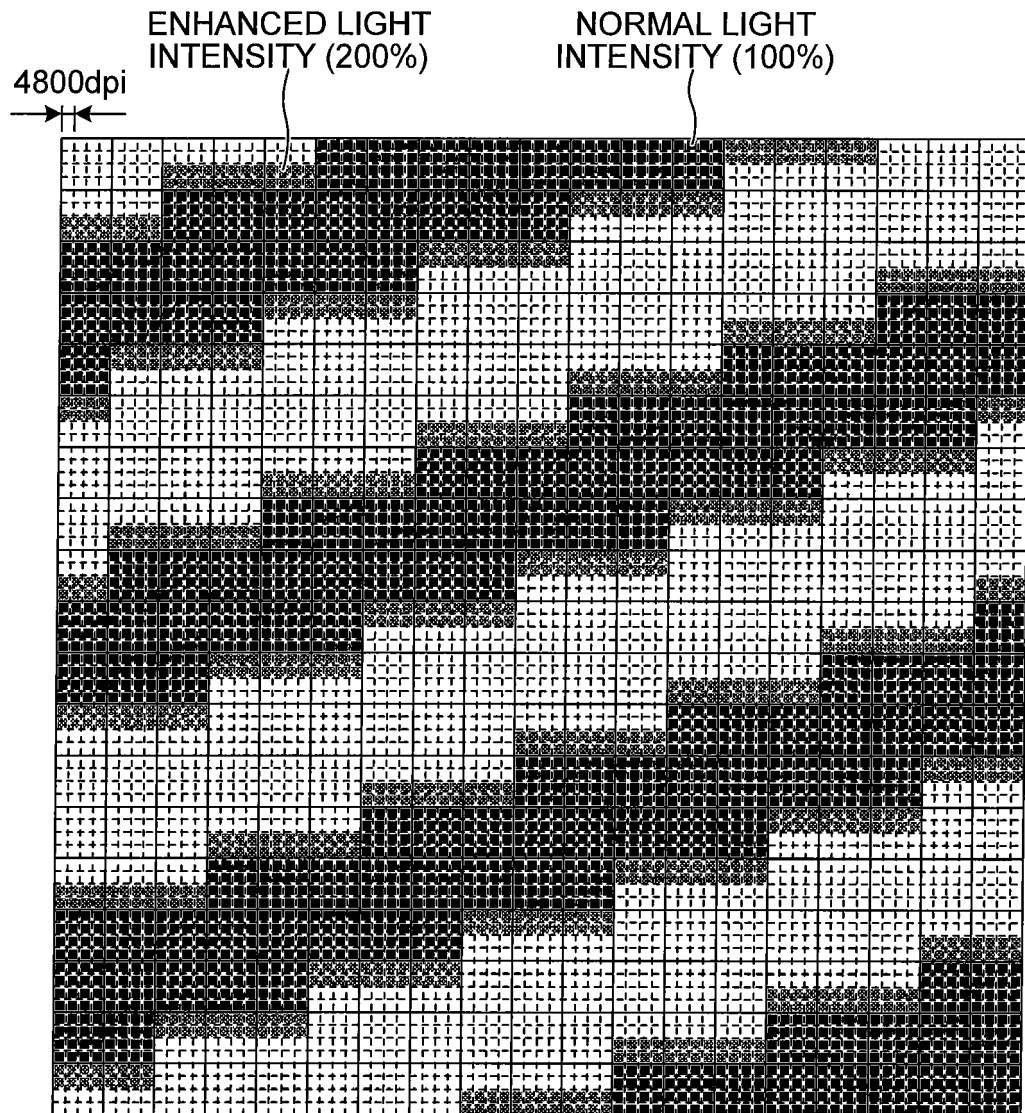 ENHANCED LIGHT
INTENSITY (200%)
NORMAL LIGHT
INTENSITY (100%)
4800dpi